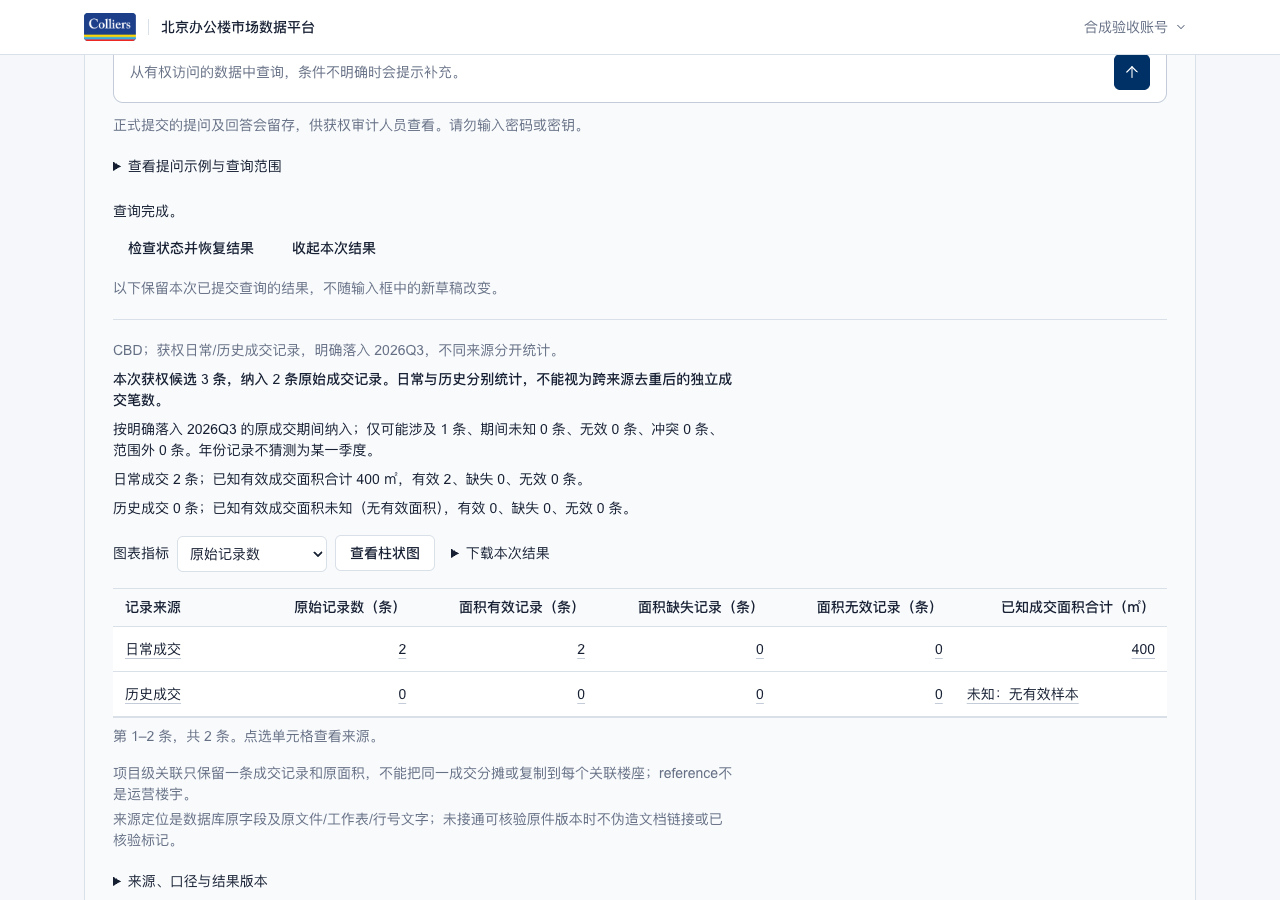 Colliers
北京办公楼市场数据平台
合成验收账号
从有权访问的数据中查询，条件不明确时会提示补充。
正式提交的提问及回答会留存，供获权审计人员查看。请勿输入密码或密钥。
查看提问示例与查询范围
查询完成。
检查状态并恢复结果 收起本次结果
以下保留本次已提交查询的结果，不随输入框中的新草稿改变。
CBD；获权日常/历史成交记录，明确落入 2026Q3，不同来源分开统计。
本次获权候选 3 条，纳入 2 条原始成交记录。日常与历史分别统计，不能视为跨来源去重后的独立成
交笔数。
按明确落入 2026Q3 的原成交期间纳入；仅可能涉及 1 条、期间未知 0 条、无效 0 条、冲突 0 条、
范围外 0 条。年份记录不猜测为某一季度。
日常成交 2 条；已知有效成交面积合计 400 ㎡，有效 2、缺失 0、无效 0 条。
历史成交 0 条；已知有效成交面积未知（无有效面积），有效 0、缺失 0、无效 0 条。
图表指标 原始记录数 查看柱状图 下载本次结果
记录来源 原始记录数（条） 面积有效记录（条） 面积缺失记录（条） 面积无效记录（条） 已知成交面积合计（㎡）
日常成交 2 2 0 0 400
历史成交 0 0 0 0 未知：无有效样本
第 1–2 条，共 2 条。点选单元格查看来源。
项目级关联只保留一条成交记录和原面积，不能把同一成交分摊或复制到每个关联楼座；reference不
是运营楼宇。
来源定位是数据库原字段及原文件/工作表/行号文字；未接通可核验原件版本时不伪造文档链接或已
核验标记。
来源、口径与结果版本